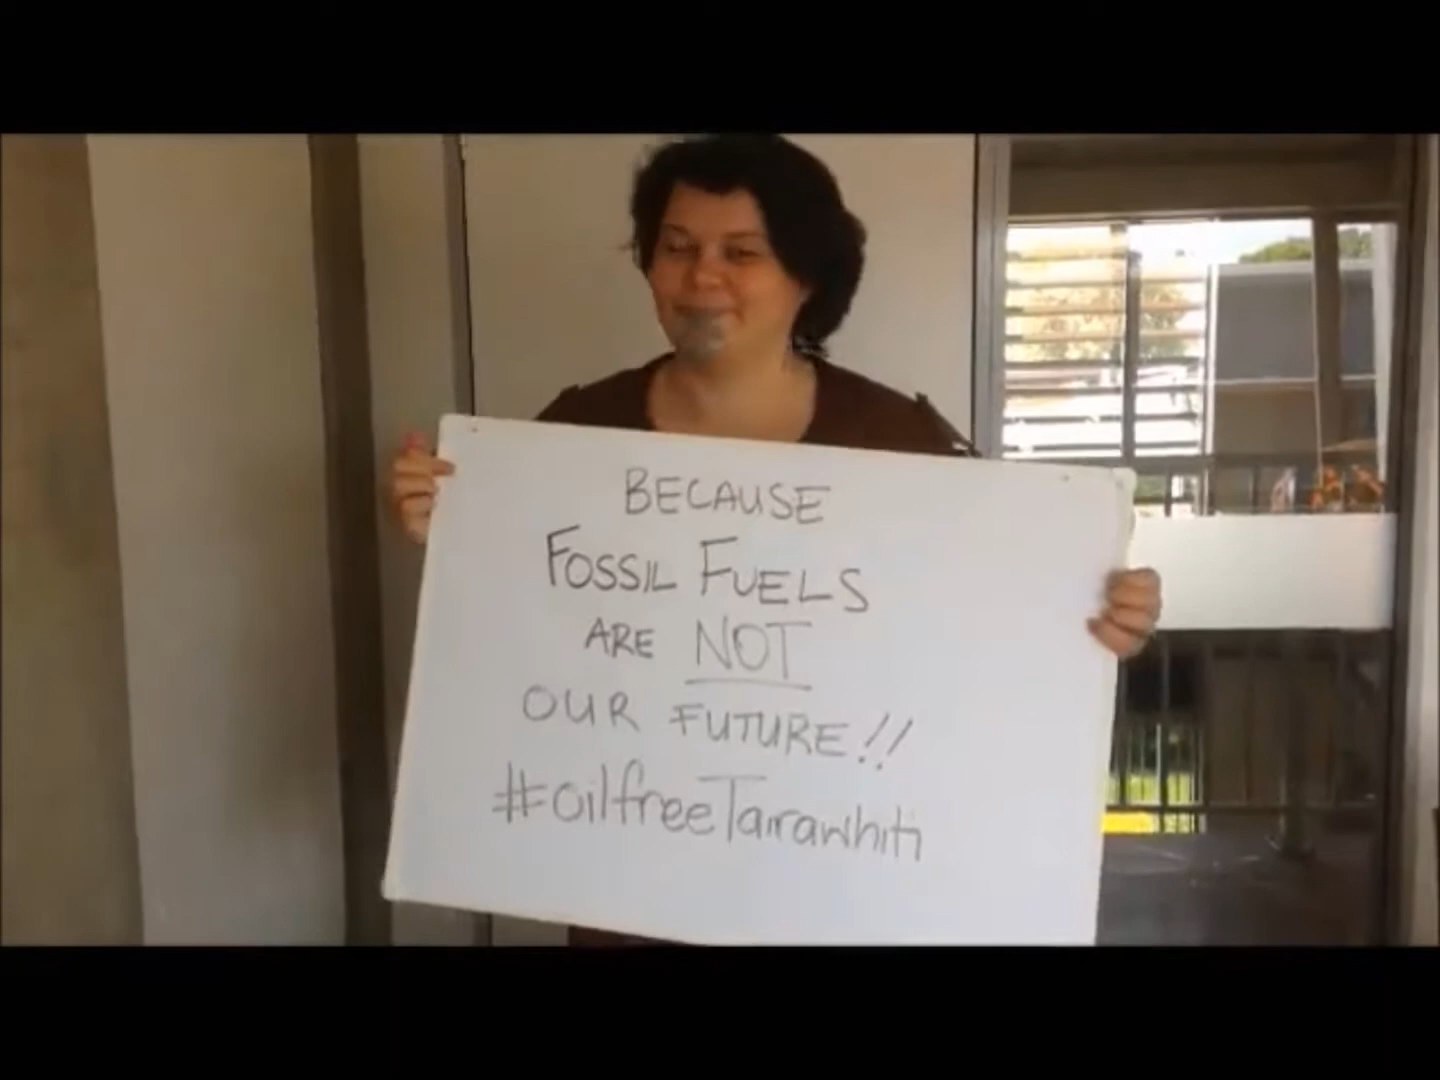 BECAUSE
FOSSIL FUELS
ARE NOT
OUR FUTURE!!
#oilfreeTairawhiti